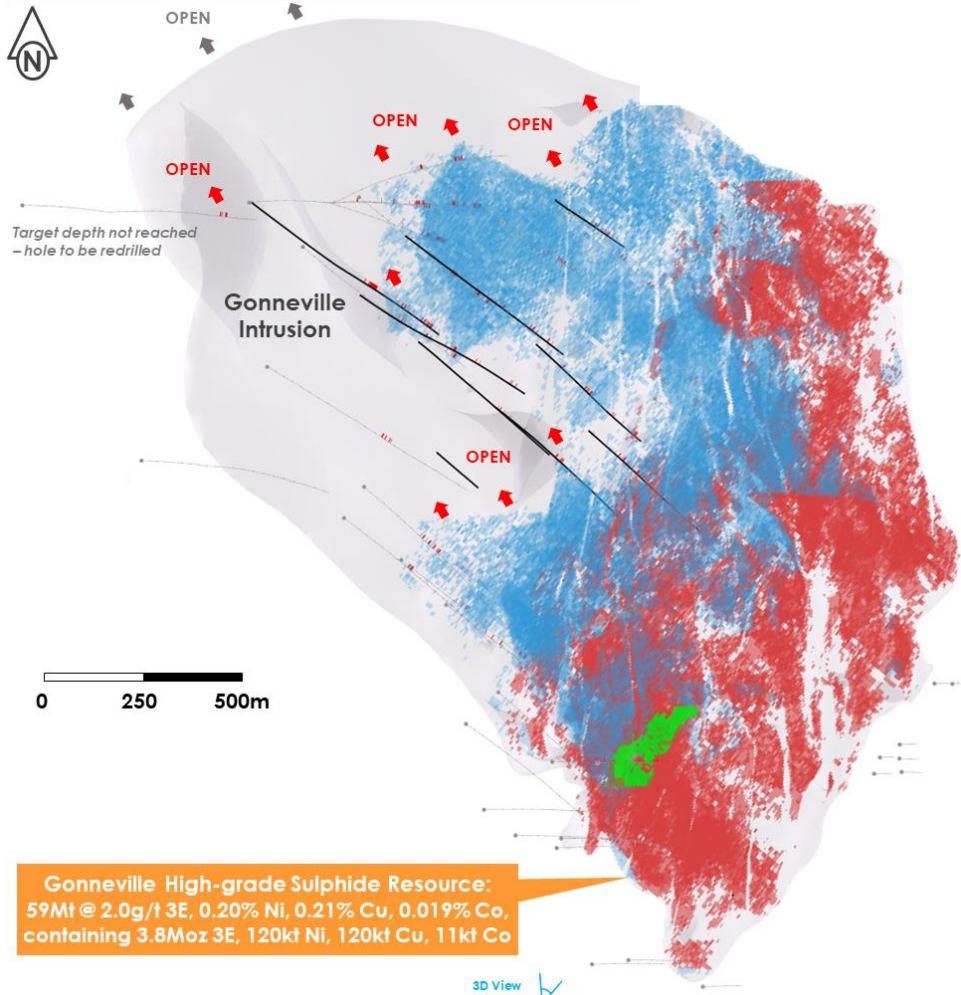 N
OPEN
OPEN
OPEN
OPEN
Target depth not reached
– hole to be redrilled
Gonneville
Intrusion
OPEN
0
250
500m
Gonneville High-grade Sulphide Resource:
59Mt @ 2.0g/t 3E, 0.20% Ni, 0.21% Cu, 0.019% Co,
containing 3.8Moz 3E, 120kt Ni, 120kt Cu, 11kt Co
3D View